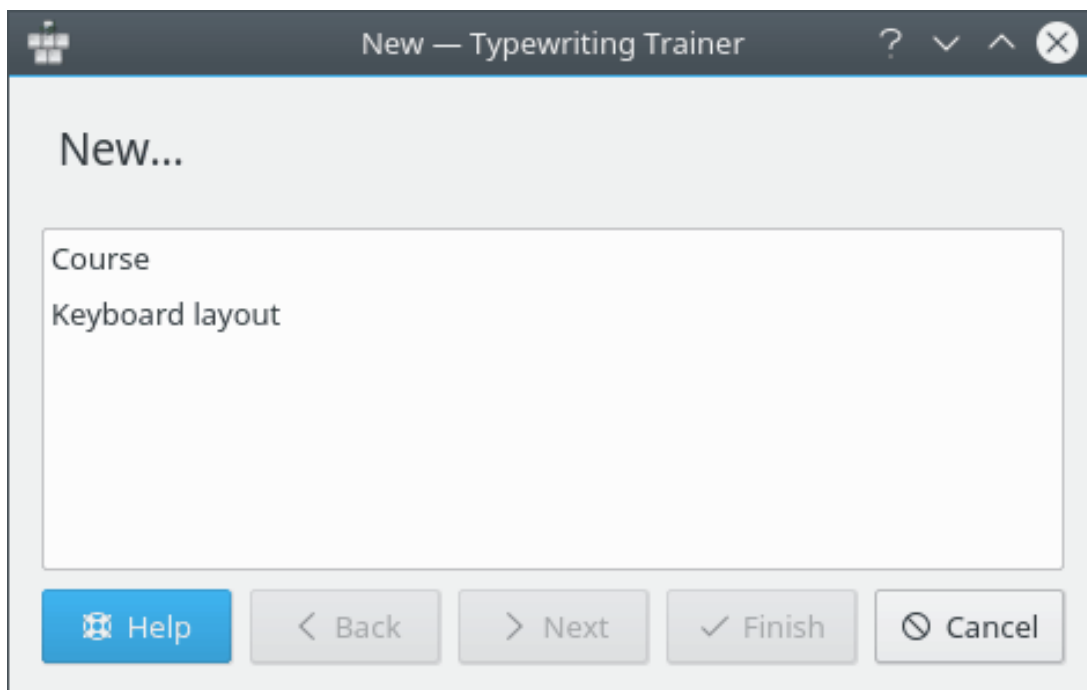 New — Typewriting Trainer
New...
Course
Keyboard layout
Help Back Next Finish Cancel